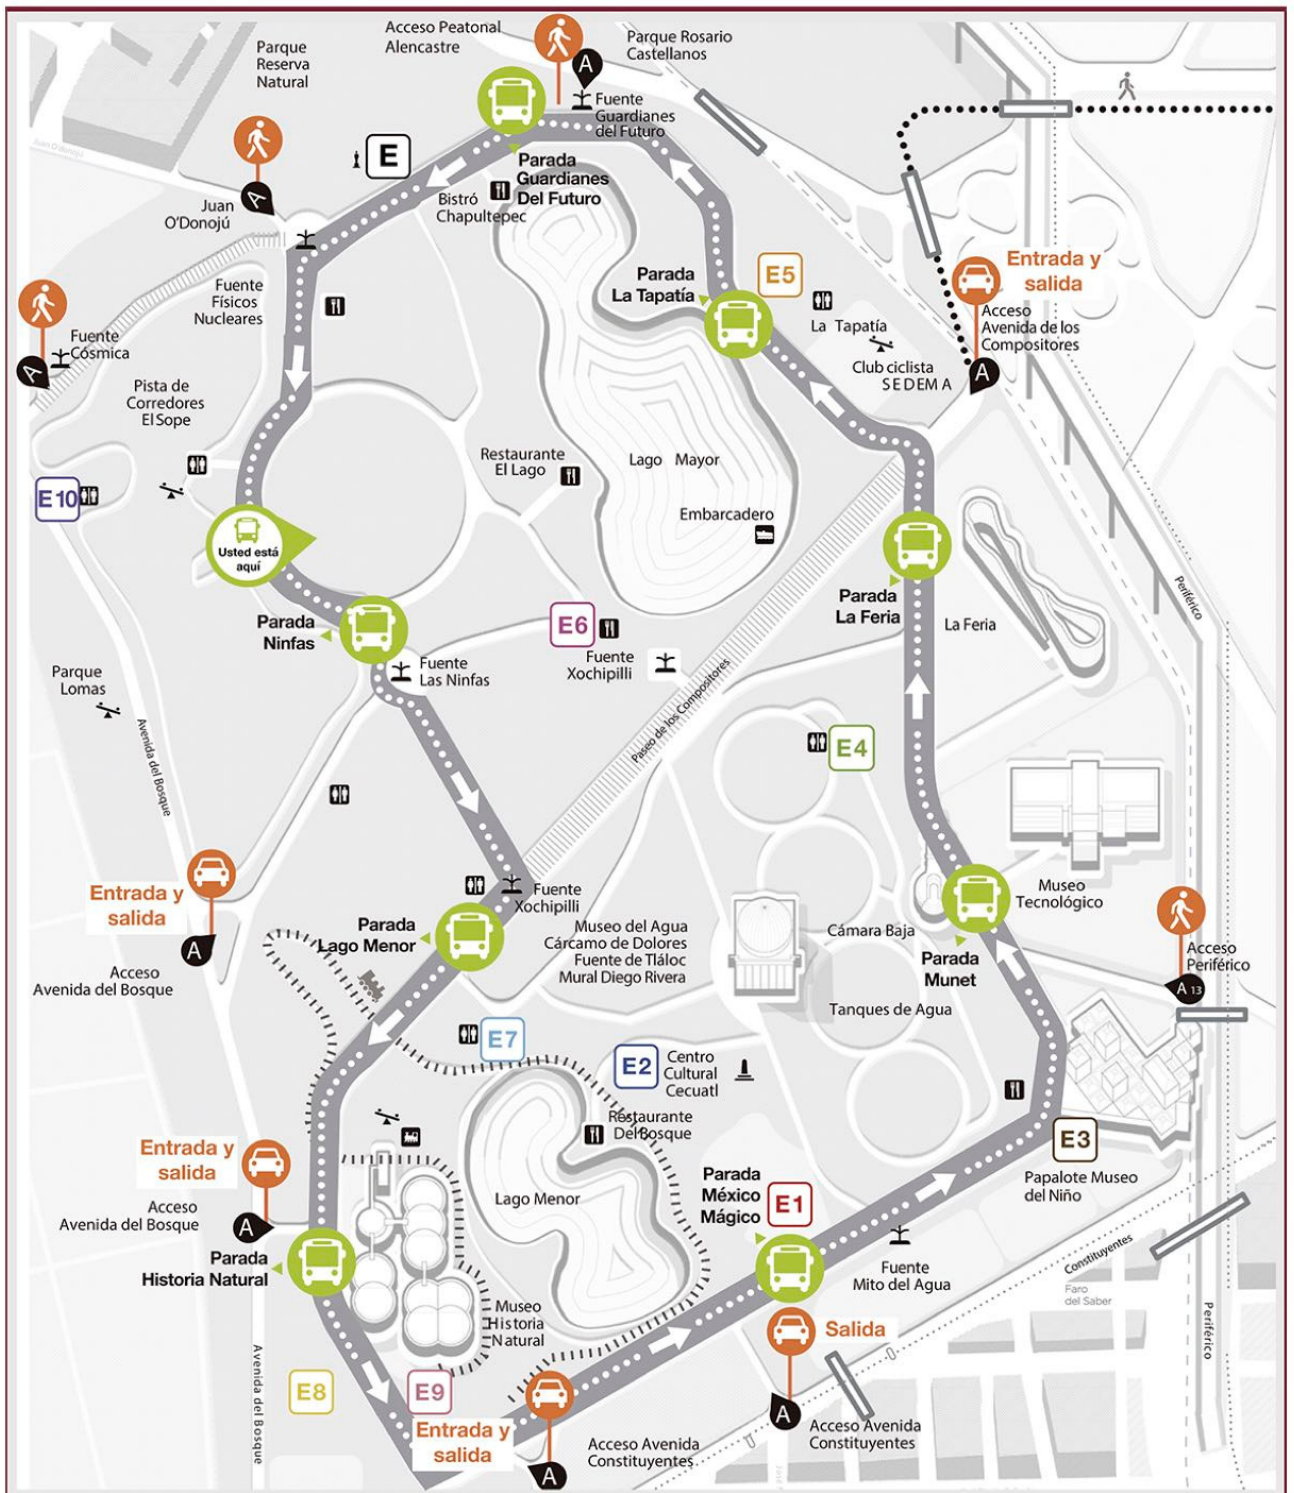 Acceso Peatonal
Alencastre
Parque
Reserva
Natural
Parque Rosario
Castellanos
A
Fuente
Guardianes
del Futuro
E
Parada
Guardianes
Del Futuro
Juan O'Donojú
A
Juan
O'Donojú
Bistró
Chapultepec
Parada
La Tapatía
E5
Entrada y
salida
Fuente
Físicos
Nucleares
La Tapatía
Acceso
Avenida de los
Compositores
Fuente
Cósmica
A
Club ciclista
SEDEMA
A
Pista de
Corredores
El Sope
Restaurante
El Lago
Lago Mayor
E10
Embarcadero
Usted está
aquí
Parada
Ninfas
Parada
La Feria
La Feria
Periférico
E6
Fuente
Xochipilli
Fuente
Las Ninfas
Parque
Lomas
Paseo de los Compositores
Avenida del Bosque
E4
Entrada y
salida
A
Acceso
Avenida del Bosque
Fuente
Xochipilli
Parada
Lago Menor
Museo del Agua
Cárcamo de Dolores
Fuente de Tláloc
Mural Diego Rivera
Cámara Baja
Museo
Tecnológico
Parada
Munet
Acceso
Periférico
A 13
Tanques de Agua
E7
E2
Centro
Cultural
Cecuatl
Restaurante
Del Bosque
E3
Papalote Museo
del Niño
Entrada y
salida
Acceso
Avenida del Bosque
A
Parada
Historia Natural
Lago Menor
Parada
México
Mágico
E1
Fuente
Mito del Agua
Constituyentes
Faro
del Saber
Museo
Historia
Natural
Salida
Periférico
Avenida del Bosque
E8
E9
Entrada y
salida
A
Acceso Avenida
Constituyentes
A
Acceso Avenida
Constituyentes